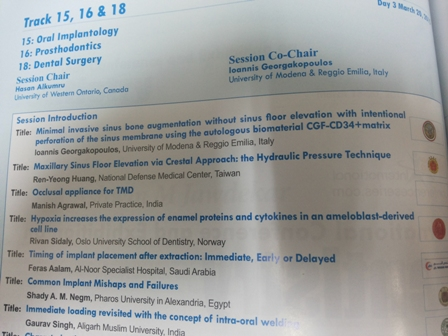 Track 15, 16 & 18
Day 3 March
15: Oral Implantology
16: Prosthodontics
18: Dental Surgery
Session Chair
Hasan Alkumru
University of Western Ontario, Canada
Session Co-Chair
Ioannis Georgakopoulos
University of Modena & Reggio Emilia, Italy
Session Introduction
Title: Minimal invasive sinus bone augmentation without sinus floor elevation with intentional
perforation of the sinus membrane using the autologous biomaterial CGF-CD34+matrix
Ioannis Georgakopoulos, University of Modena & Reggio Emilia, Italy
Title: Maxillary Sinus Floor Elevation via Crestal Approach: the Hydraulic Pressure Technique
Ren-Yeong Huang, National Defense Medical Center, Taiwan
Title: Occlusal appliance for TMD
Manish Agrawal, Private Practice, India
Title: Hypoxia increases the expression of enamel proteins and cytokines in an ameloblast-derived
cell line
Rivan Sidaly, Oslo University School of Dentistry, Norway
Title: Timing of implant placement after extraction: Immediate, Early or Delayed
Feras Aalam, Al-Noor Specialist Hospital, Saudi Arabia
Title: Common Implant Mishaps and Failures
Shady A. M. Negm, Pharos University in Alexandria, Egypt
Title: Immediate loading revisited with the concept of intra-oral welding
Gaurav Singh, Aligarh Muslim University, India